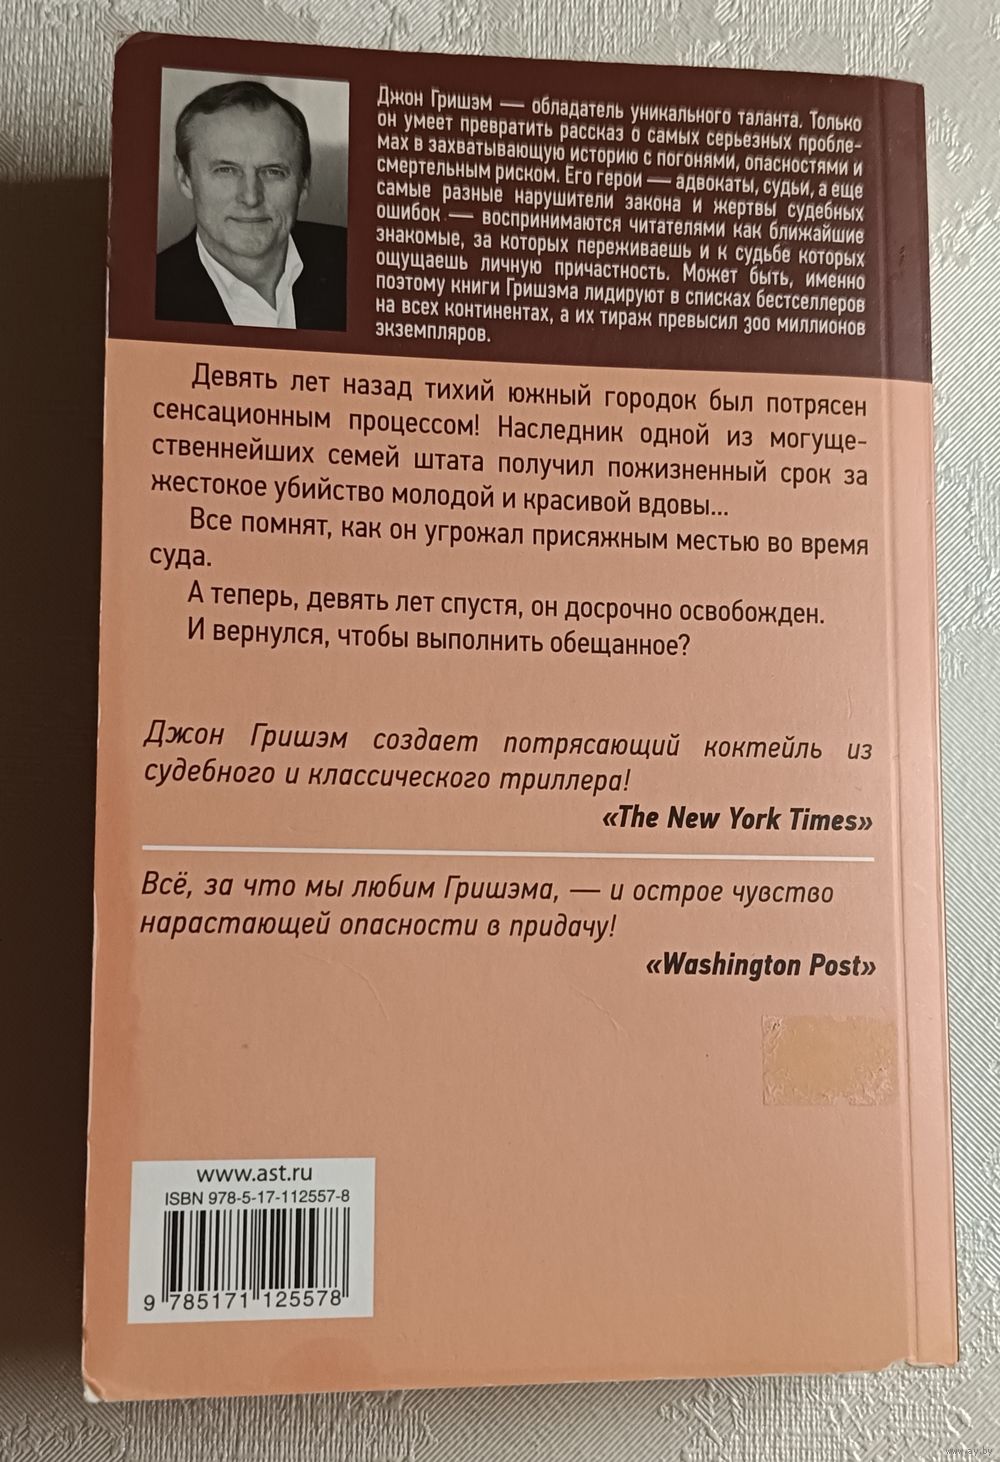 Джон Гришэм — обладатель уникального таланта. Только
он умеет превратить рассказ о самых серьезных пробле-
мах в захватывающую историю с погонями, опасностями и
смертельным риском. Его герои — адвокаты, судьи, а еще
самые разные нарушители закона и жертвы судебных
ошибок — воспринимаются читателями как ближайшие
знакомые, за которых переживаешь и к судьбе которых
ощущаешь личную причастность. Может быть, именно
поэтому книги Гришэма лидируют в списках бестселлеров
на всех континентах, а их тираж превысил 300 миллионов
экземпляров.
Девять лет назад тихий южный городок был потрясен
сенсационным процессом! Наследник одной из могуще-
ственнейших семей штата получил пожизненный срок за
жестокое убийство молодой и красивой вдовы...
Все помнят, как он угрожал присяжным местью во время
суда.
А теперь, девять лет спустя, он досрочно освобожден.
И вернулся, чтобы выполнить обещанное?
Джон Гришэм создает потрясающий коктейль из
судебного и классического триллера!
«The New York Times»
Всё, за что мы любим Гришэма, — и острое чувство
нарастающей опасности в придачу!
«Washington Post»
www.ast.ru
ISBN 978-5-17-112557-8
9 785171 125578
www.ay.by